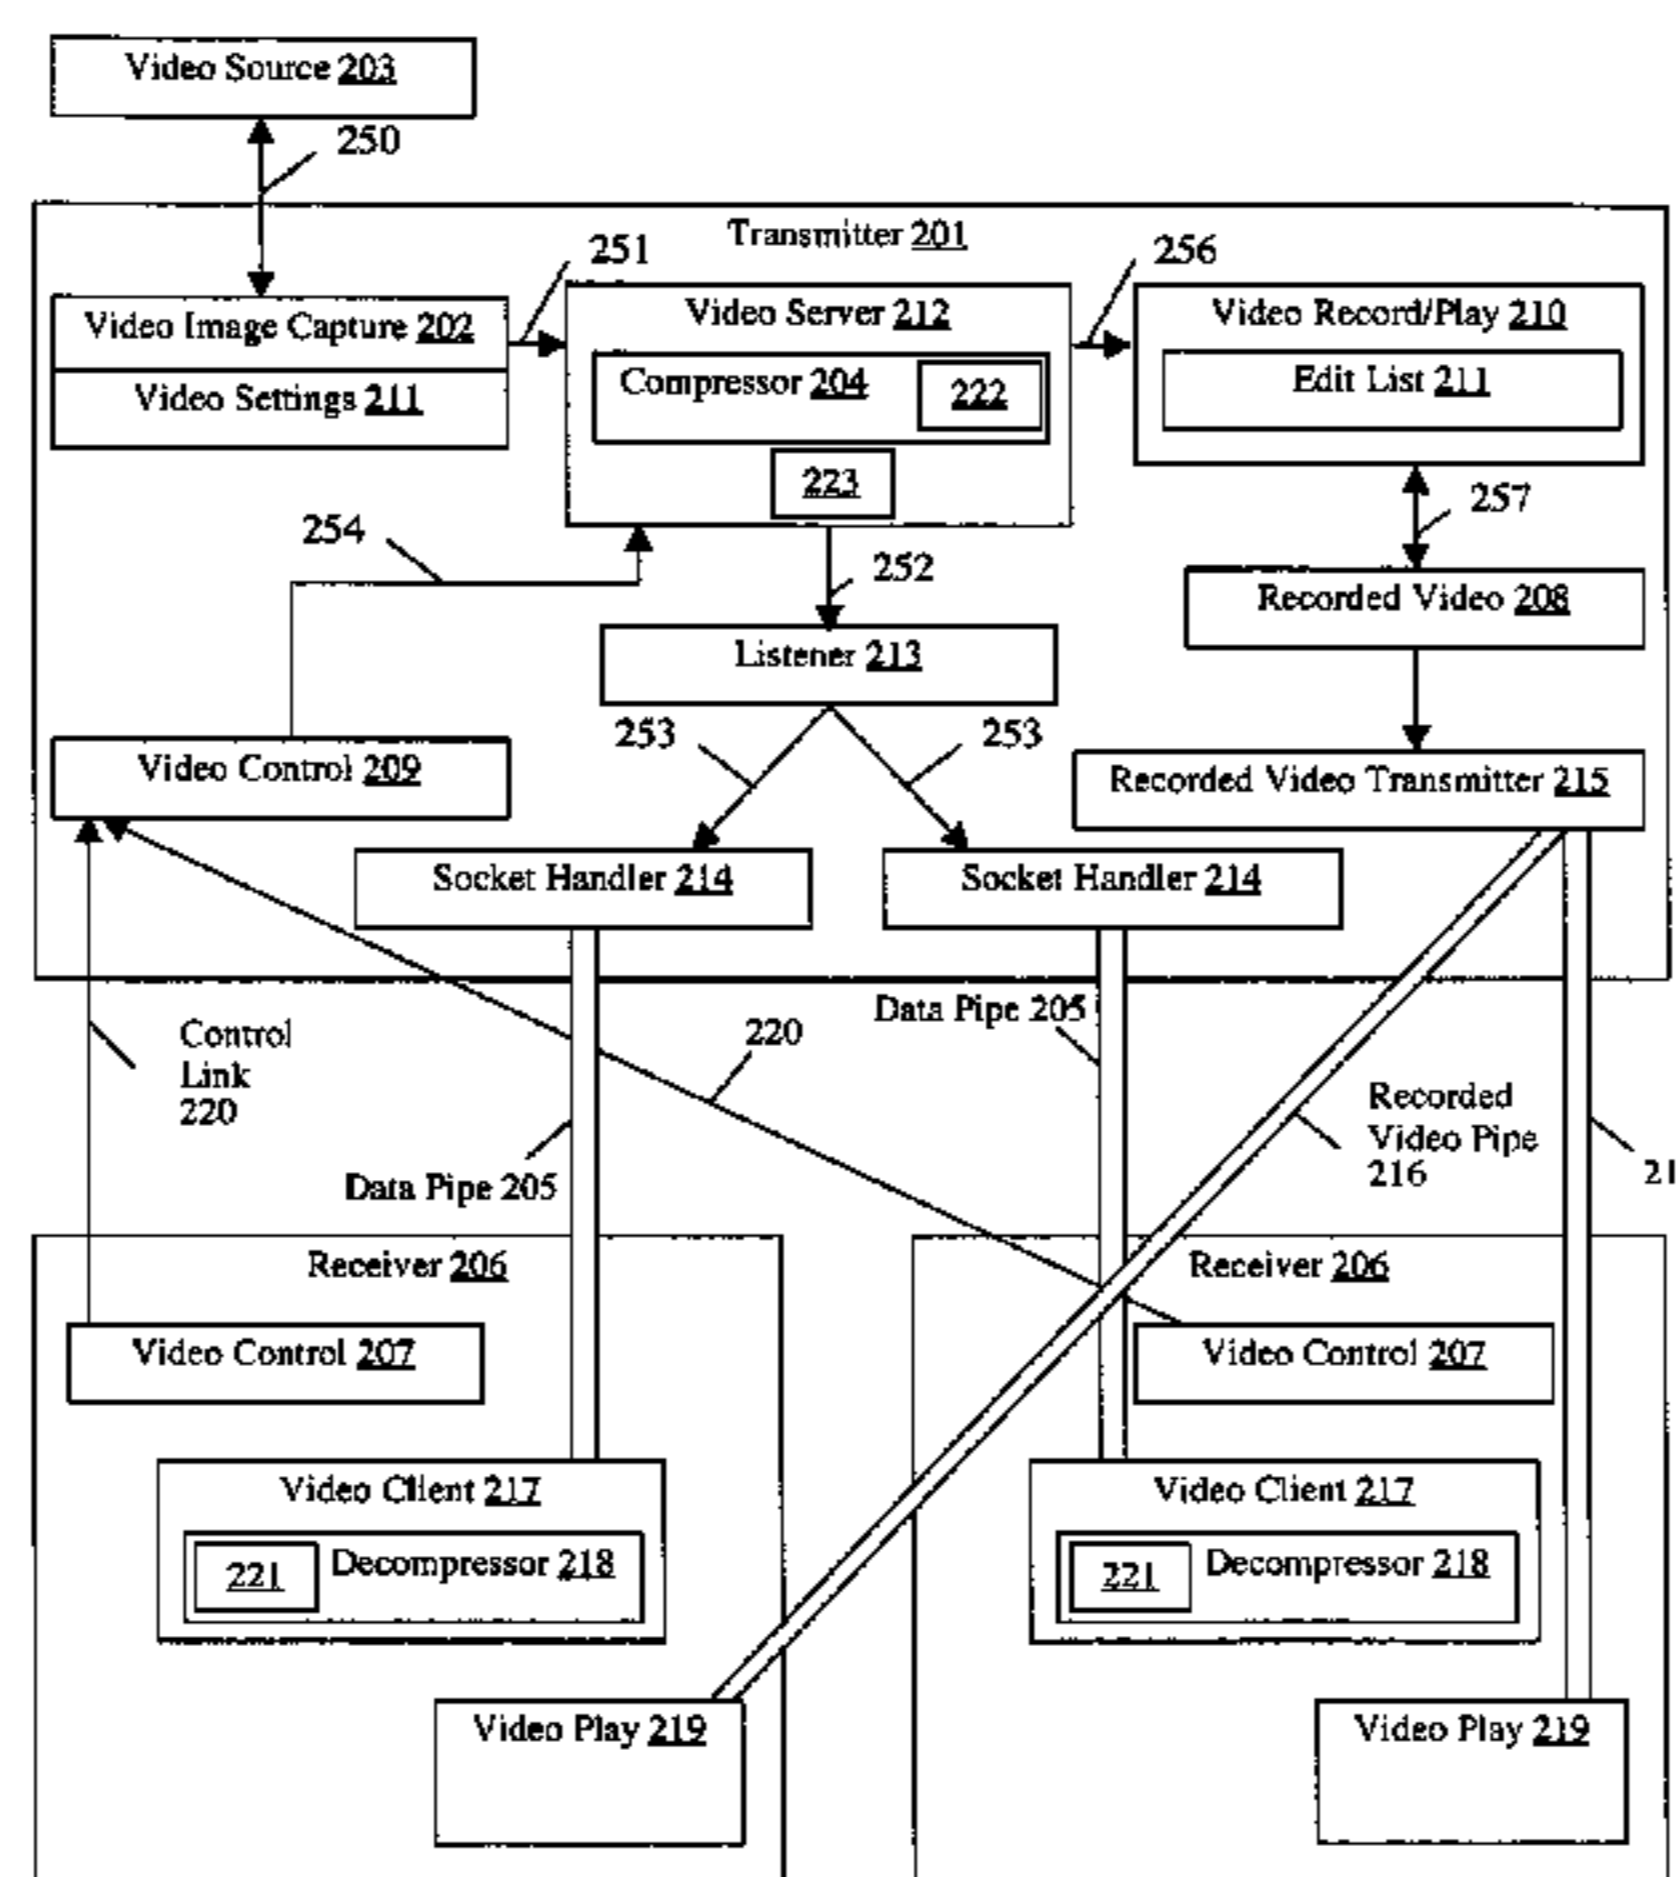 Video Source 203
250
Transmitter 201
251
256
Video Image Capture 202
Video Settings 211
Video Server 212
Compressor 204
222
223
Video Record/Play 210
Edit List 211
254
252
257
Recorded Video 208
Listener 213
253
253
Video Control 209
Recorded Video Transmitter 215
Socket Handler 214
Socket Handler 214
Control
Link
220
220
Data Pipe 205
Data Pipe 205
Recorded
Video Pipe
216
21
Receiver 206
Receiver 206
Video Control 207
Video Control 207
Video Client 217
221
Decompressor 218
Video Client 217
221
Decompressor 218
Video Play 219
Video Play 219